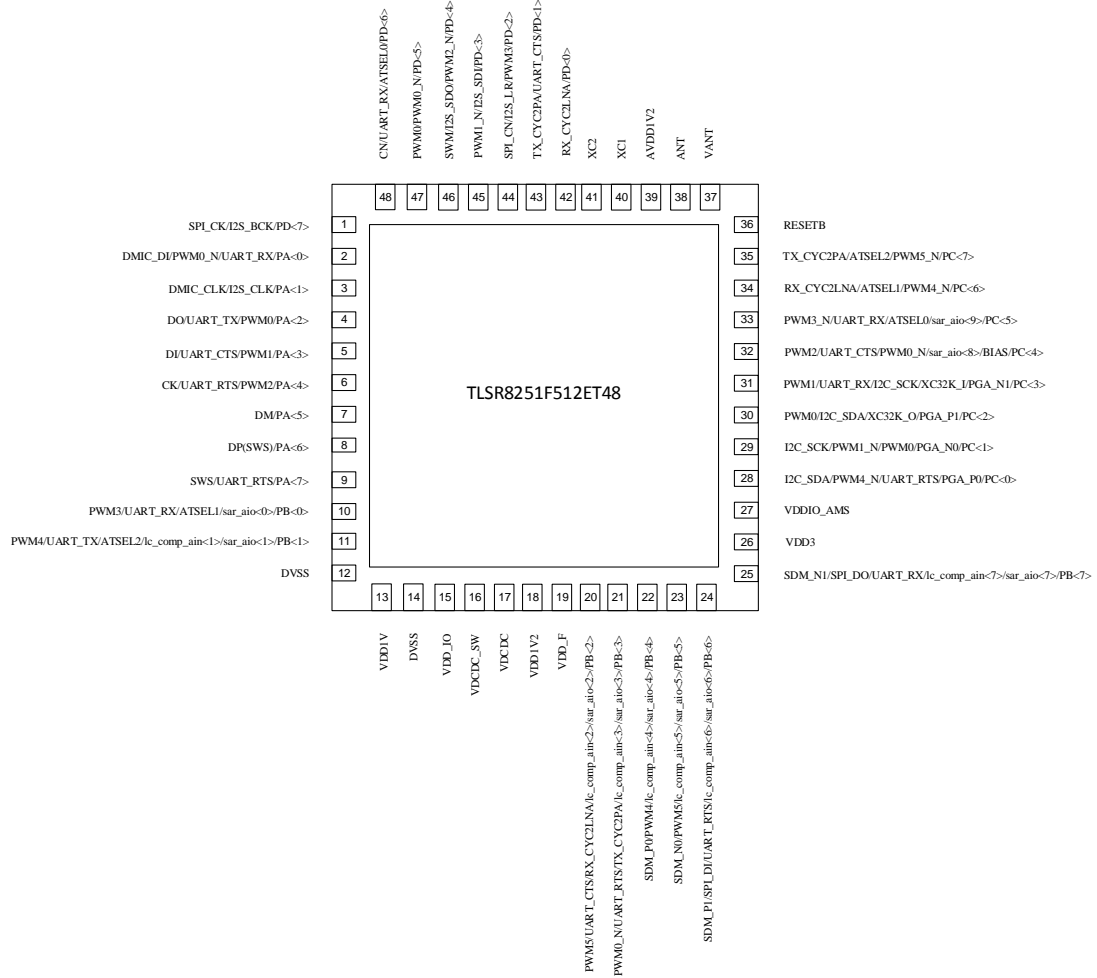 CN/UART_RX/ATSEL0/PD<6>
PWM0/PWM0_N/PD<5>
SWM/I2S_SDO/PWM2_N/PD<4>
PWM1_N/I2S_SDI/PD<3>
SPI_CN/I2S_LR/PWM3/PD<2>
TX_CYC2PA/UART_CTS/PD<1>
RX_CYC2LNA/PD<0>
XC2
XC1
AVDD1V2
ANT
VANT
48
47
46
45
44
43
42
41
40
39
38
37
SPI_CK/I2S_BCK/PD<7>
1
DMIC_DI/PWM0_N/UART_RX/PA<0>
2
DMIC_CLK/I2S_CLK/PA<1>
3
DO/UART_TX/PWM0/PA<2>
4
DI/UART_CTS/PWM1/PA<3>
5
CK/UART_RTS/PWM2/PA<4>
6
DM/PA<5>
7
DP(SWS)/PA<6>
8
SWS/UART_RTS/PA<7>
9
PWM3/UART_RX/ATSEL1/sar_aio<0>/PB<0>
10
PWM4/UART_TX/ATSEL2/lc_comp_ain<1>/sar_aio<1>/PB<1>
11
DVSS
12
TLSR8251F512ET48
36
RESETB
35
TX_CYC2PA/ATSEL2/PWM5_N/PC<7>
34
RX_CYC2LNA/ATSEL1/PWM4_N/PC<6>
33
PWM3_N/UART_RX/ATSEL0/sar_aio<9>/PC<5>
32
PWM2/UART_CTS/PWM0_N/sar_aio<8>/BIAS/PC<4>
31
PWM1/UART_RX/I2C_SCK/XC32K_I/PGA_N1/PC<3>
30
PWM0/I2C_SDA/XC32K_O/PGA_P1/PC<2>
29
I2C_SCK/PWM1_N/PWM0/PGA_N0/PC<1>
28
I2C_SDA/PWM4_N/UART_RTS/PGA_P0/PC<0>
27
VDDIO_AMS
26
VDD3
25
SDM_N1/SPI_DO/UART_RX/lc_comp_ain<7>/sar_aio<7>/PB<7>
13
14
15
16
17
18
19
20
21
22
23
24
VDD1V
DVSS
VDD_IO
VDCDC_SW
VDCDC
VDD1V2
VDD_F
PWM5/UART_CTS/RX_CYC2LNA/lc_comp_ain<2>/sar_aio<2>/PB<2>
PWM0_N/UART_RTS/TX_CYC2PA/lc_comp_ain<3>/sar_aio<3>/PB<3>
SDM_P0/PWM4/lc_comp_ain<4>/sar_aio<4>/PB<4>
SDM_N0/PWM5/lc_comp_ain<5>/sar_aio<5>/PB<5>
SDM_P1/SPI_DI/UART_RTS/lc_comp_ain<6>/sar_aio<6>/PB<6>